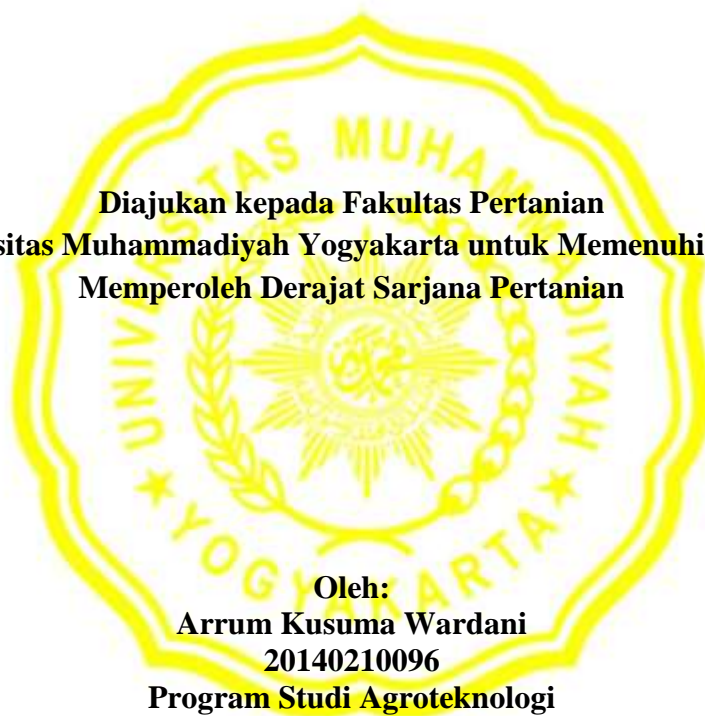 UNIVERSITAS MUHAMMADIYAH
Diajukan kepada Fakultas Pertanian
sitas Muhammadiyah Yogyakarta untuk Memenuhi
Memperoleh Derajat Sarjana Pertanian
★ YOGYAKARTA ★
Oleh:
Arrum Kusuma Wardani
20140210096
Program Studi Agroteknologi